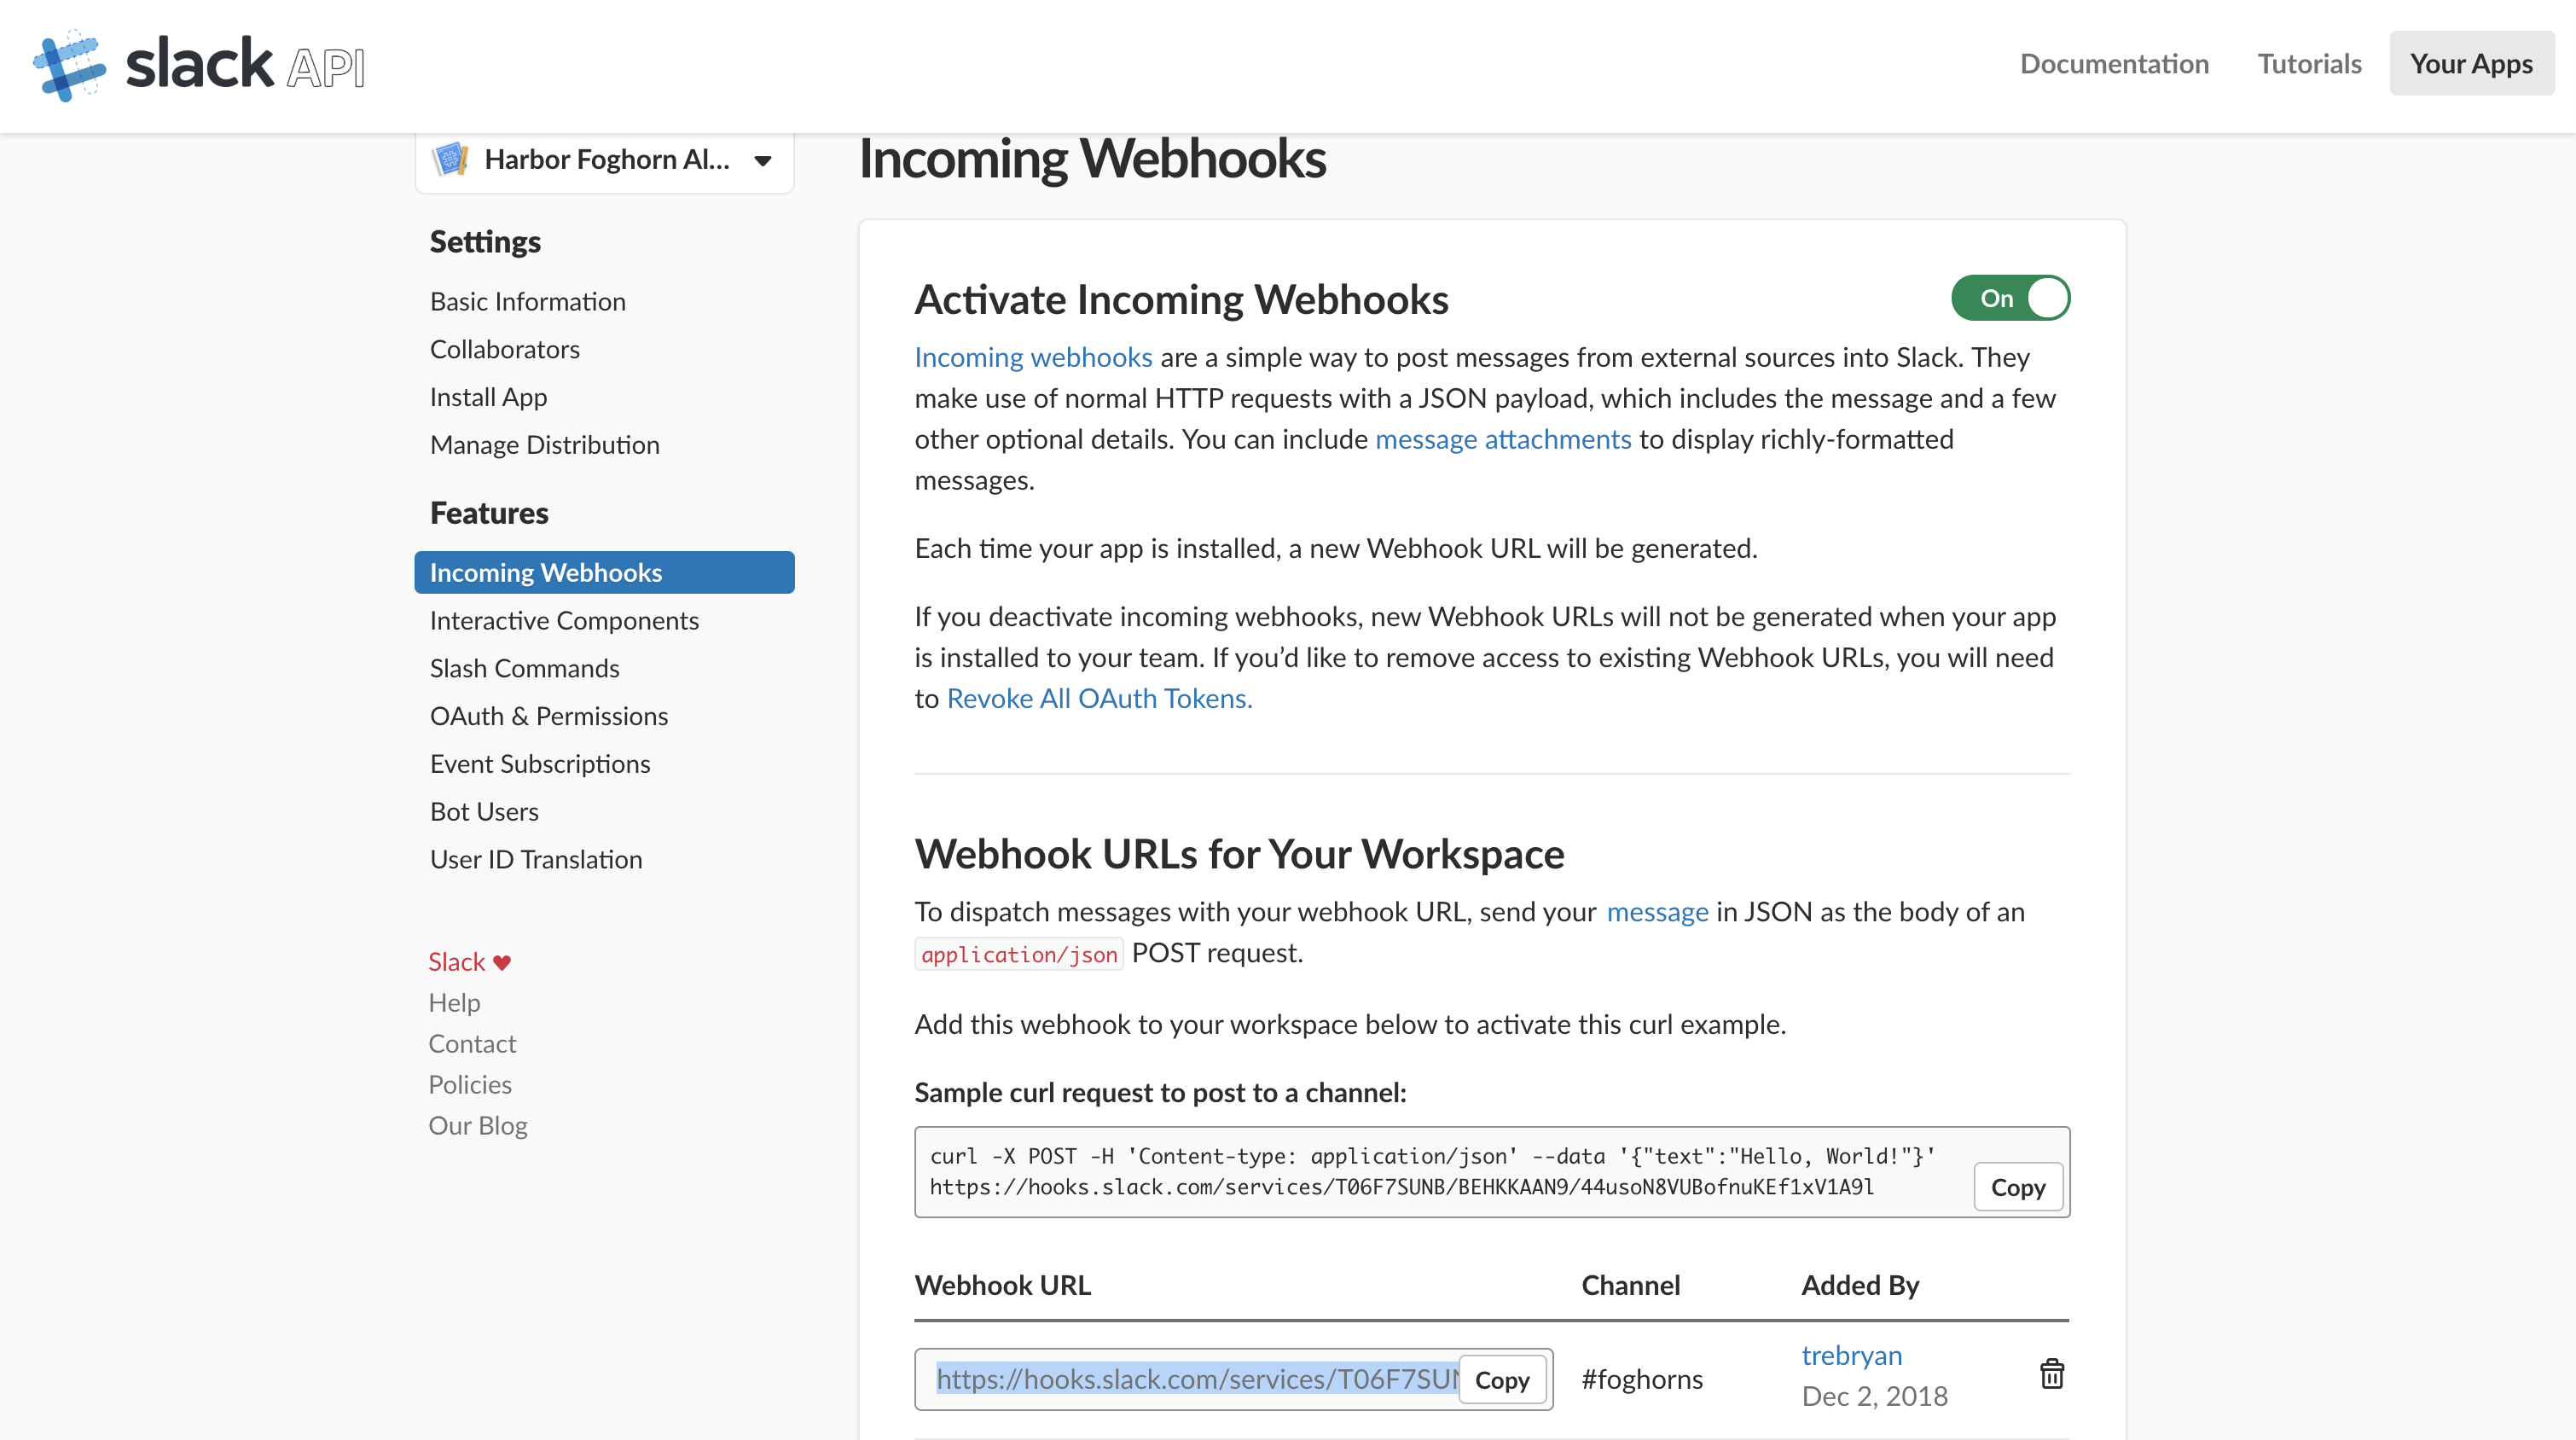 slack API
Documentation
Tutorials
Your Apps
Harbor Foghorn Al...
Settings
Basic Information
Collaborators
Install App
Manage Distribution
Features
Incoming Webhooks
Interactive Components
Slash Commands
OAuth & Permissions
Event Subscriptions
Bot Users
User ID Translation
Slack ♥
Help
Contact
Policies
Our Blog
Incoming Webhooks
Activate Incoming Webhooks
On
Incoming webhooks are a simple way to post messages from external sources into Slack. They
make use of normal HTTP requests with a JSON payload, which includes the message and a few
other optional details. You can include message attachments to display richly-formatted
messages.
Each time your app is installed, a new Webhook URL will be generated.
If you deactivate incoming webhooks, new Webhook URLs will not be generated when your app
is installed to your team. If you’d like to remove access to existing Webhook URLs, you will need
to Revoke All OAuth Tokens.
Webhook URLs for Your Workspace
To dispatch messages with your webhook URL, send your message in JSON as the body of an
application/json POST request.
Add this webhook to your workspace below to activate this curl example.
Sample curl request to post to a channel:
curl -X POST -H 'Content-type: application/json' --data '{"text":"Hello, World!"}'
https://hooks.slack.com/services/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
Copy
Webhook URL
Channel
Added By
https://hooks.slack.com/services/T06F7SUN
Copy
#foghorns
trebryan
Dec 2, 2018